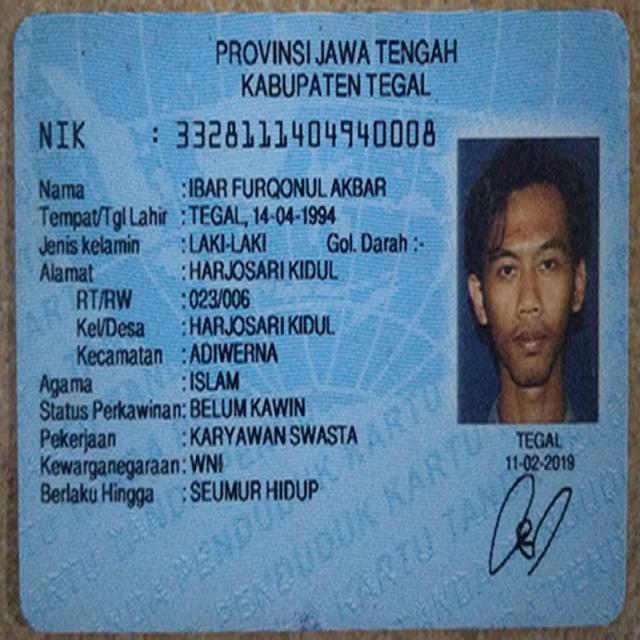 PROVINSI JAWA TENGAH
KABUPATEN TEGAL
NIK : 3328111404940008
Nama : IBAR FURQONUL AKBAR
Tempat/Tgl Lahir : TEGAL, 14-04-1994
Jenis kelamin : LAKI-LAKI Gol. Darah : -
Alamat : HARJOSARI KIDUL
RT/RW : 023/006
Kel/Desa : HARJOSARI KIDUL
Kecamatan : ADIWERNA
Agama : ISLAM
Status Perkawinan: BELUM KAWIN
Pekerjaan : KARYAWAN SWASTA
Kewarganegaraan: WNI
Berlaku Hingga : SEUMUR HIDUP
TEGAL
11-02-2019